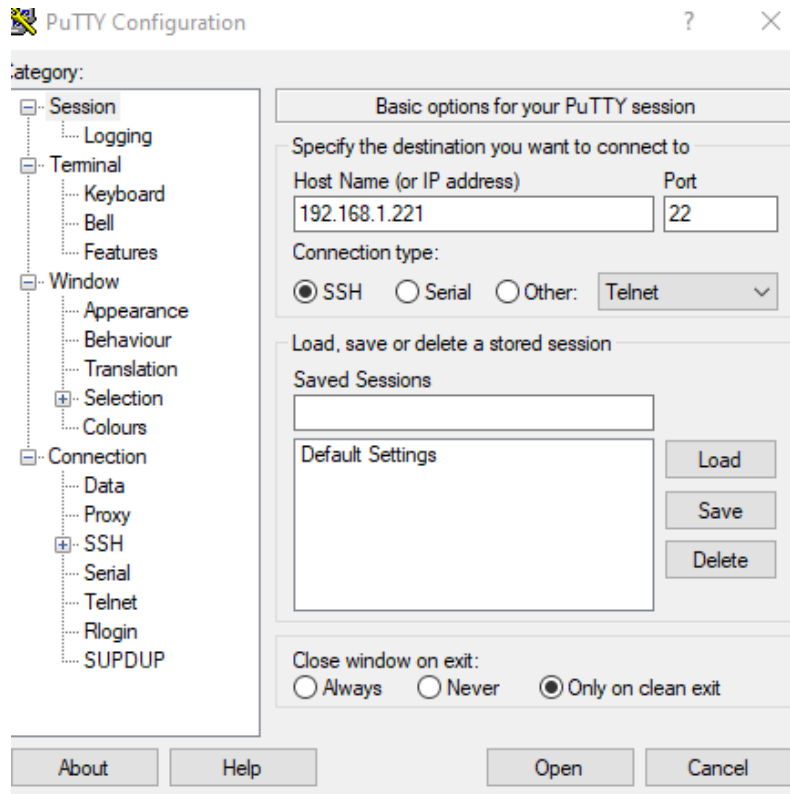 PuTTY Configuration
?
ategory:
Session
Logging
Terminal
Keyboard
Bell
Features
Window
Appearance
Behaviour
Translation
Selection
Colours
Connection
Data
Proxy
SSH
Serial
Telnet
Rlogin
SUPDUP
Basic options for your PuTTY session
Specify the destination you want to connect to
Host Name (or IP address) Port
192.168.1.221 22
Connection type:
SSH Serial Other: Telnet
Load, save or delete a stored session
Saved Sessions
Default Settings
Load
Save
Delete
Close window on exit:
Always Never Only on clean exit
About Help Open Cancel